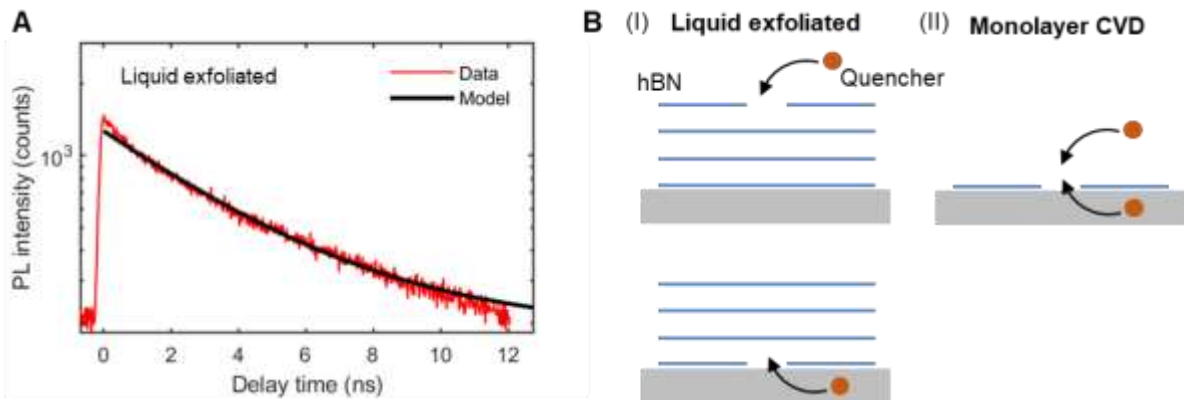 A
Liquid exfoliated
Data
Model
PL intensity (counts)
10³
0 2 4 6 8 10 12
Delay time (ns)
B (I) Liquid exfoliated
hBN
Quencher
(II) Monolayer CVD